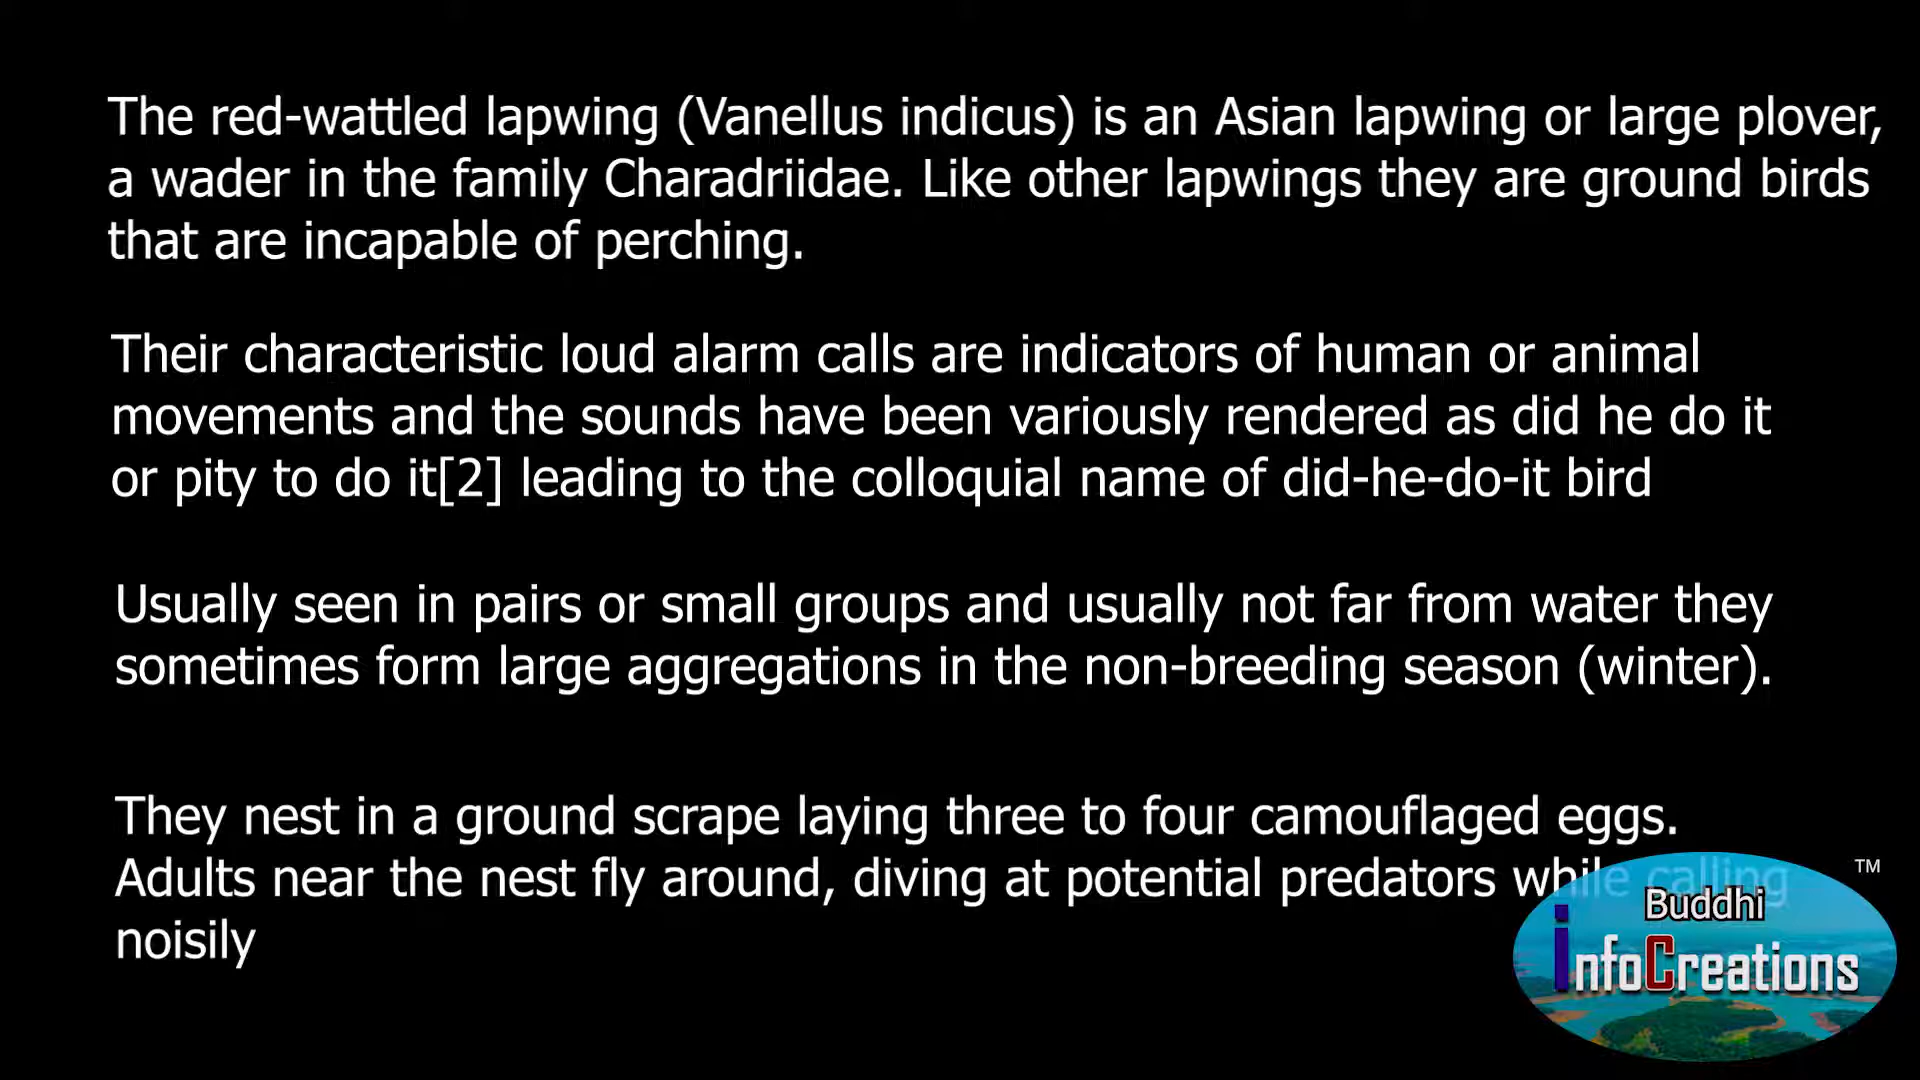 The red-wattled lapwing (Vanellus indicus) is an Asian lapwing or large plover,
a wader in the family Charadriidae. Like other lapwings they are ground birds
that are incapable of perching.
Their characteristic loud alarm calls are indicators of human or animal
movements and the sounds have been variously rendered as did he do it
or pity to do it[2] leading to the colloquial name of did-he-do-it bird
Usually seen in pairs or small groups and usually not far from water they
sometimes form large aggregations in the non-breeding season (winter).
They nest in a ground scrape laying three to four camouflaged eggs.
Adults near the nest fly around, diving at potential predators while calling
noisily
TM
Buddhi
infoCreations